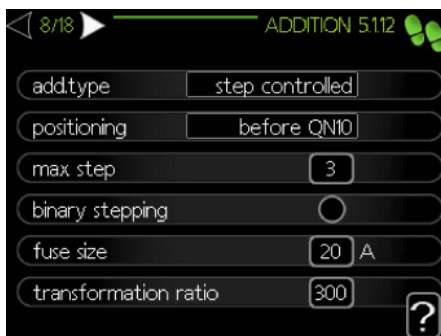 8/18 ADDITION 5.1.12
add.type step controlled
positioning before QN10
max step 3
binary stepping
fuse size 20 A
transformation ratio 300
?